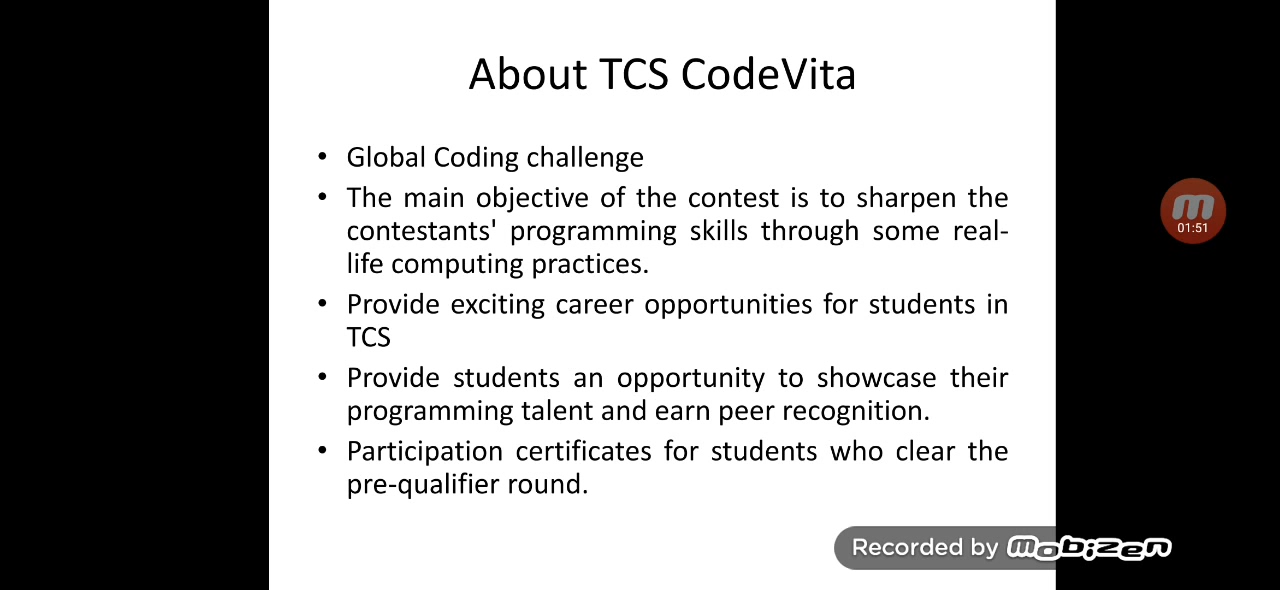 About TCS CodeVita
• Global Coding challenge
• The main objective of the contest is to sharpen the
contestants' programming skills through some real-
life computing practices.
• Provide exciting career opportunities for students in
TCS
• Provide students an opportunity to showcase their
programming talent and earn peer recognition.
• Participation certificates for students who clear the
pre-qualifier round.
m
01:51
Recorded by mobizen